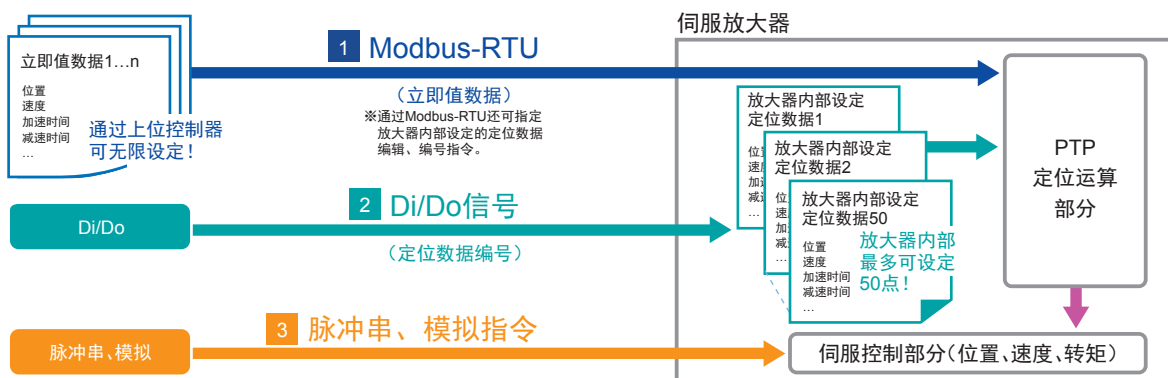 伺服放大器
立即值数据1…n
位置
速度
加速时间
减速时间
…
通过上位控制器
可无限设定！
1 Modbus-RTU
（立即值数据）
※通过Modbus-RTU还可指定
放大器内部设定的定位数据
编辑、编号指令。
放大器内部设定
定位数据1
位置
速
加
减
…
放大器内部设定
定位数据2
位
速
加
减
…
放大器内部设定
定位数据50
位置
速度
加速时间
减速时间
…
放大器内部
最多可设定
50点！
PTP
定位运算
部分
Di/Do
2 Di/Do信号
（定位数据编号）
脉冲串、模拟
3 脉冲串、模拟指令
伺服控制部分（位置、速度、转矩）